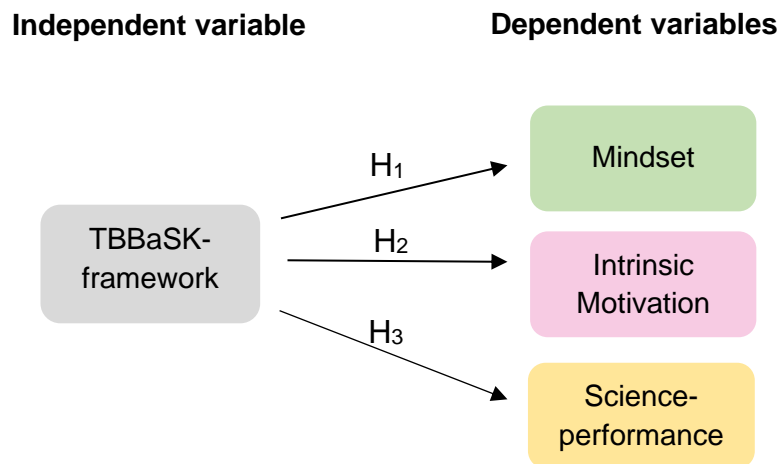 Independent variable
Dependent variables
Mindset
H₁
TBBaSK-
framework
H₂
Intrinsic
Motivation
H₃
Science-
performance